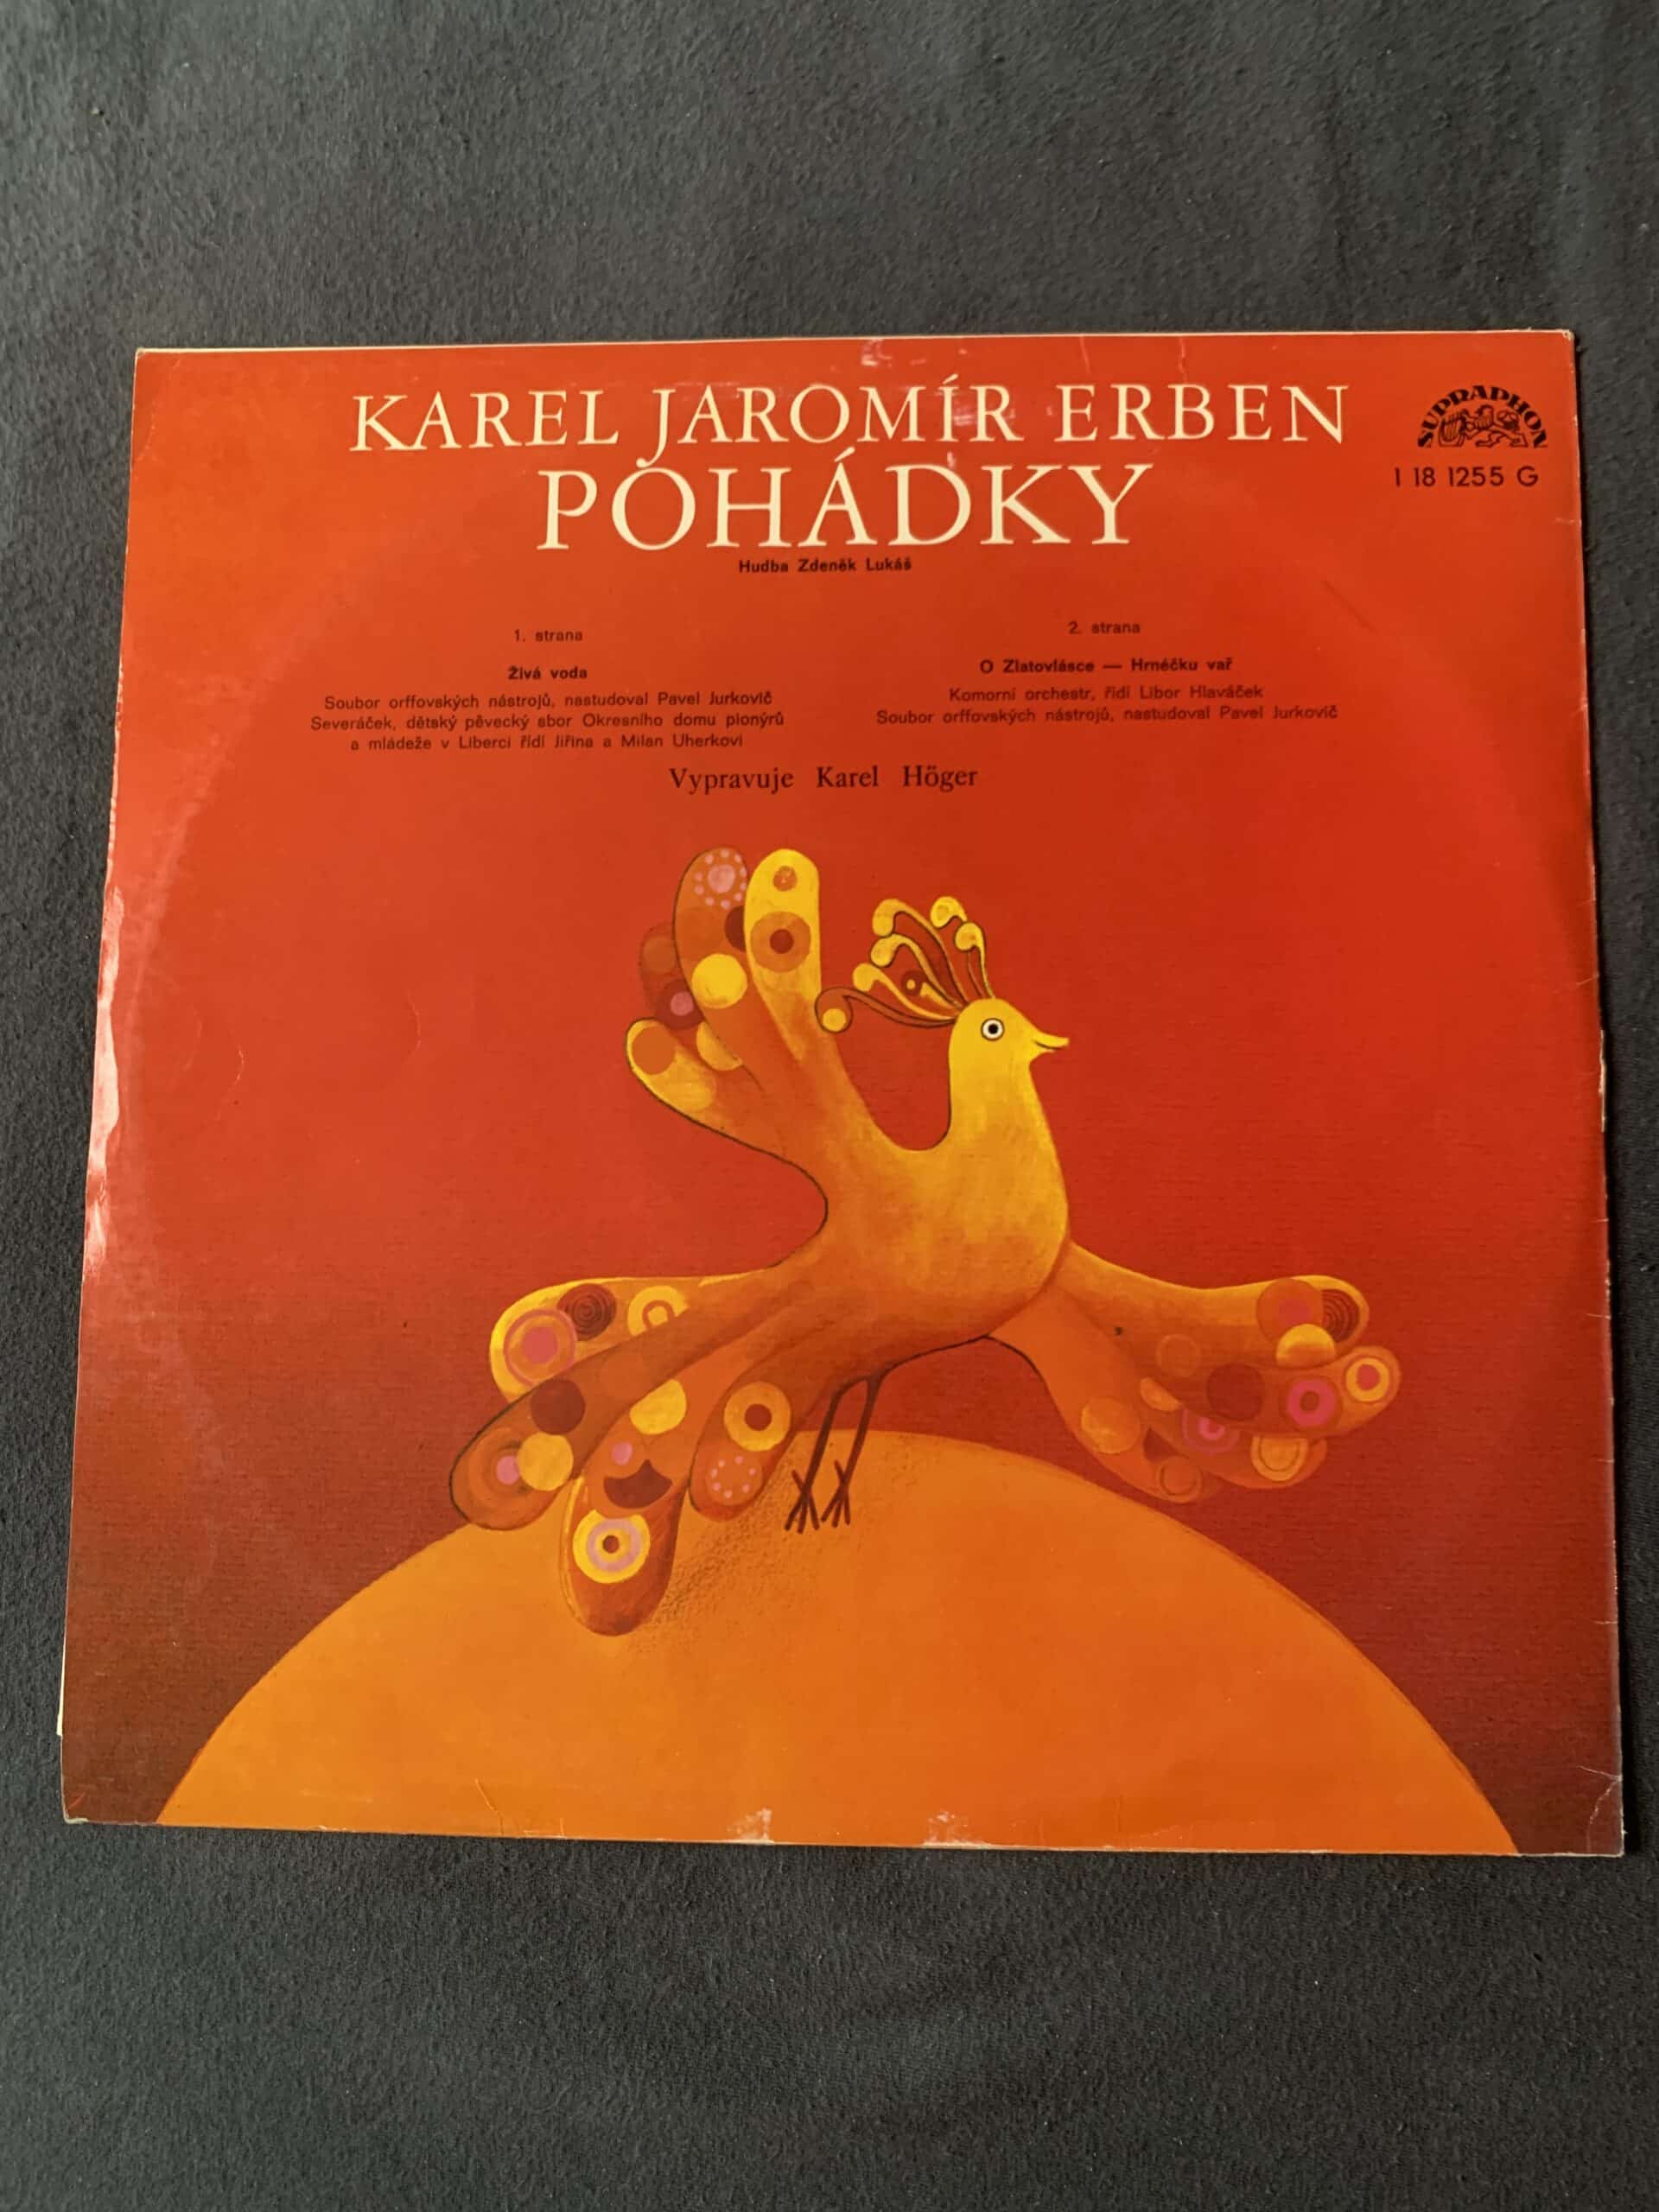 KAREL JAROMÍR ERBEN
SUPRAPHON
POHÁDKY
1 18 1255 G
Hudba Zdeněk Lukáš
1. strana
Živá voda
Soubor orffovských nástrojů, nastudoval Pavel Jurkovič
Severáček, dětský pěvecký sbor Okresního domu pionýrů
a mládeže v Liberci řídí Jiřina a Milan Uherkovi
2. strana
O Zlatovlásce — Hrnéčku vař
Komorní orchestr, řídí Libor Hlaváček
Soubor orffovských nástrojů, nastudoval Pavel Jurkovič
Vypravuje Karel Höger